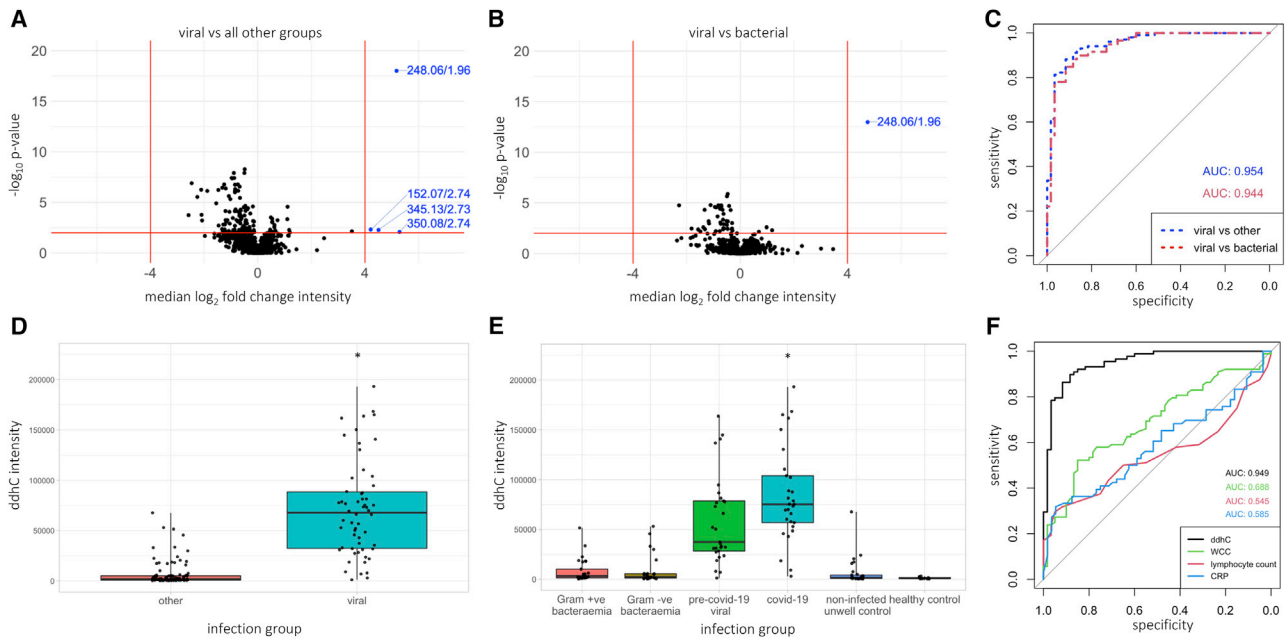 A
viral vs all other groups
20
15
10
5
0
-log10 p-value
248.06/1.96
152.07/2.74
345.13/2.73
350.08/2.74
-4
0
4
median log2 fold change intensity
B
viral vs bacterial
20
15
10
5
0
-log10 p-value
248.06/1.96
-4
0
4
median log2 fold change intensity
C
1.0
0.8
0.6
0.4
0.2
0.0
sensitivity
AUC: 0.954
AUC: 0.944
viral vs other
viral vs bacterial
1.0 0.8 0.6 0.4 0.2 0.0
specificity
D
200000
150000
100000
50000
0
ddhC intensity
*
other
viral
infection group
E
200000
150000
100000
50000
0
ddhC intensity
*
Gram +ve
bacteraemia
Gram -ve
bacteraemia
pre-covid-19
viral
covid-19
non-infected
unwell control
healthy control
infection group
F
1.0
0.8
0.6
0.4
0.2
0.0
sensitivity
AUC: 0.949
AUC: 0.688
AUC: 0.545
AUC: 0.585
ddhC
WCC
lymphocyte count
CRP
1.0 0.8 0.6 0.4 0.2 0.0
specificity